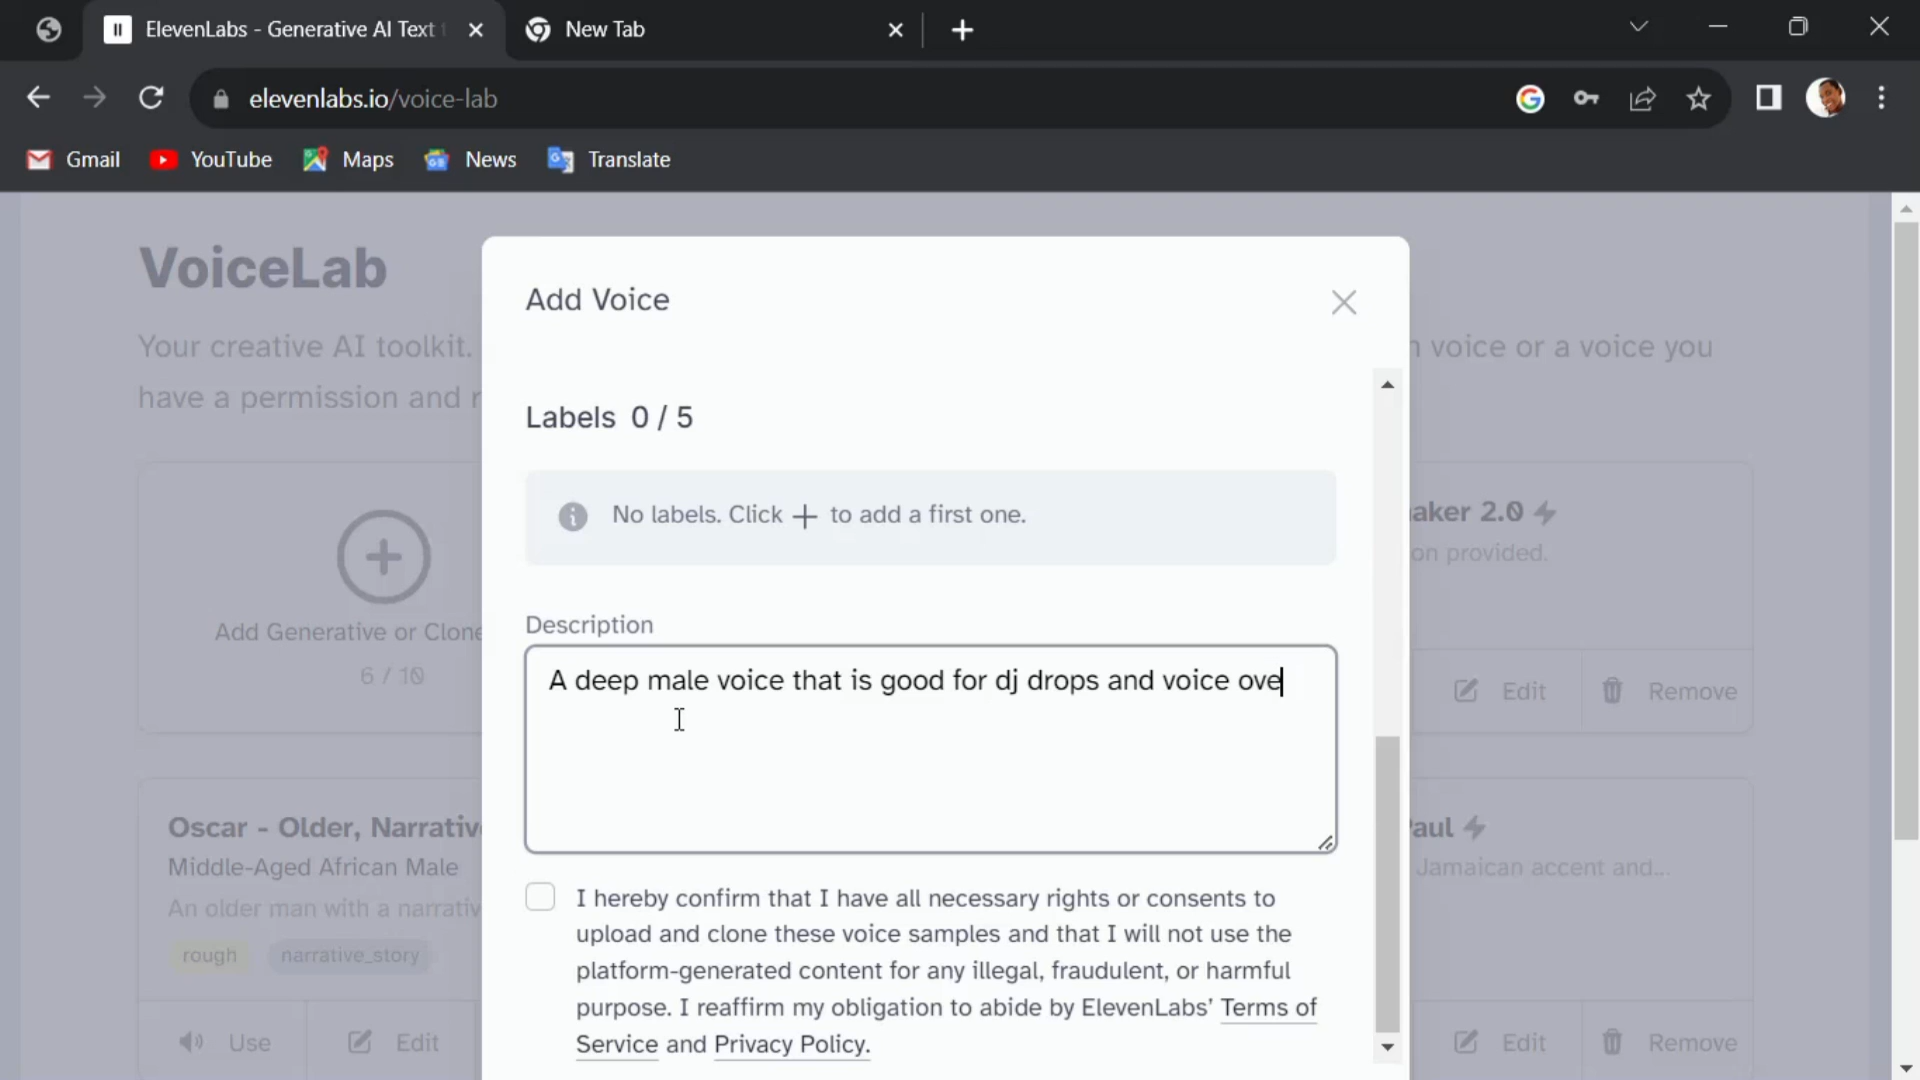 ElevenLabs - Generative AI Text
New Tab
elevenlabs.io/voice-lab
Gmail
YouTube
Maps
News
Translate
VoiceLab
Your creative AI toolkit.
voice or a voice you
have a permission and
Add Voice
Labels 0 / 5
No labels. Click + to add a first one.
Description
A deep male voice that is good for dj drops and voice ove
I hereby confirm that I have all necessary rights or consents to
upload and clone these voice samples and that I will not use the
platform-generated content for any illegal, fraudulent, or harmful
purpose. I reaffirm my obligation to abide by ElevenLabs' Terms of
Service and Privacy Policy.
Add Generative or Clone
6 / 10
aker 2.0
on provided.
Edit
Remove
Oscar - Older, Narrativ
Middle-Aged African Male
An older man with a narrativ
rough
narrative_story
Use
Edit
Paul
Jamaican accent and...
Edit
Remove